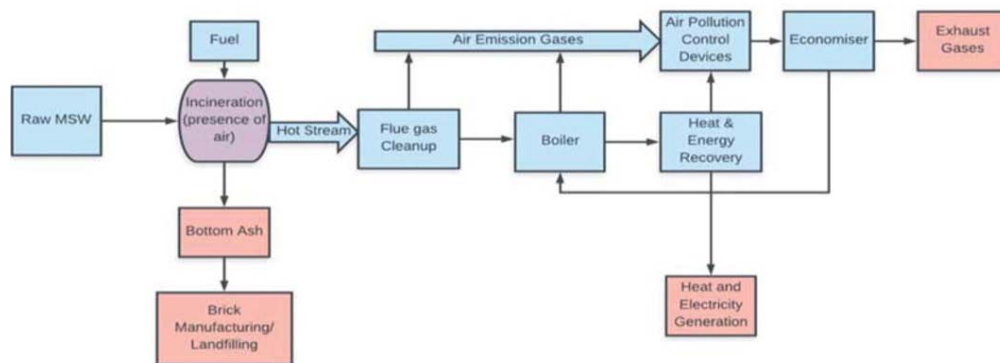 Fuel
Air Emission Gases
Air Pollution
Control
Devices
Economiser
Exhaust
Gases
Raw MSW
Incineration
(presence of
air)
Hot Stream
Flue gas
Cleanup
Boiler
Heat &
Energy
Recovery
Bottom Ash
Brick
Manufacturing/
Landfilling
Heat and
Electricity
Generation